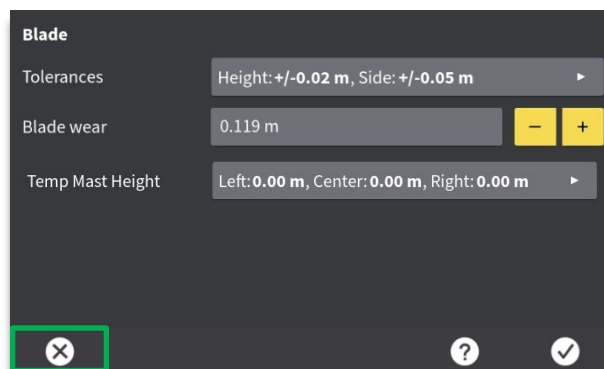 Blade
Tolerances Height: +/-0.02 m, Side: +/-0.05 m ►
Blade wear 0.119 m − +
Temp Mast Height Left: 0.00 m, Center: 0.00 m, Right: 0.00 m ►
?